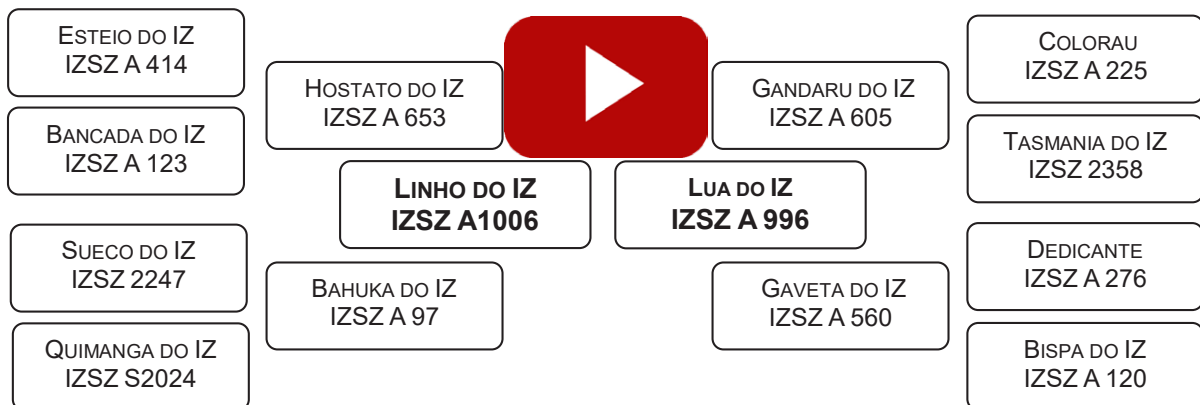 ESTEIO DO IZ
IZSZ A 414
BANCADA DO IZ
IZSZ A 123
SUECO DO IZ
IZSZ 2247
QUIMANGA DO IZ
IZSZ S2024
HOSTATO DO IZ
IZSZ A 653
BAHUKA DO IZ
IZSZ A 97
LINHO DO IZ
IZSZ A1006
LUA DO IZ
IZSZ A 996
GANDARU DO IZ
IZSZ A 605
GAVETA DO IZ
IZSZ A 560
COLORAU
IZSZ A 225
TASMANIA DO IZ
IZSZ 2358
DEDICANTE
IZSZ A 276
BISPA DO IZ
IZSZ A 120